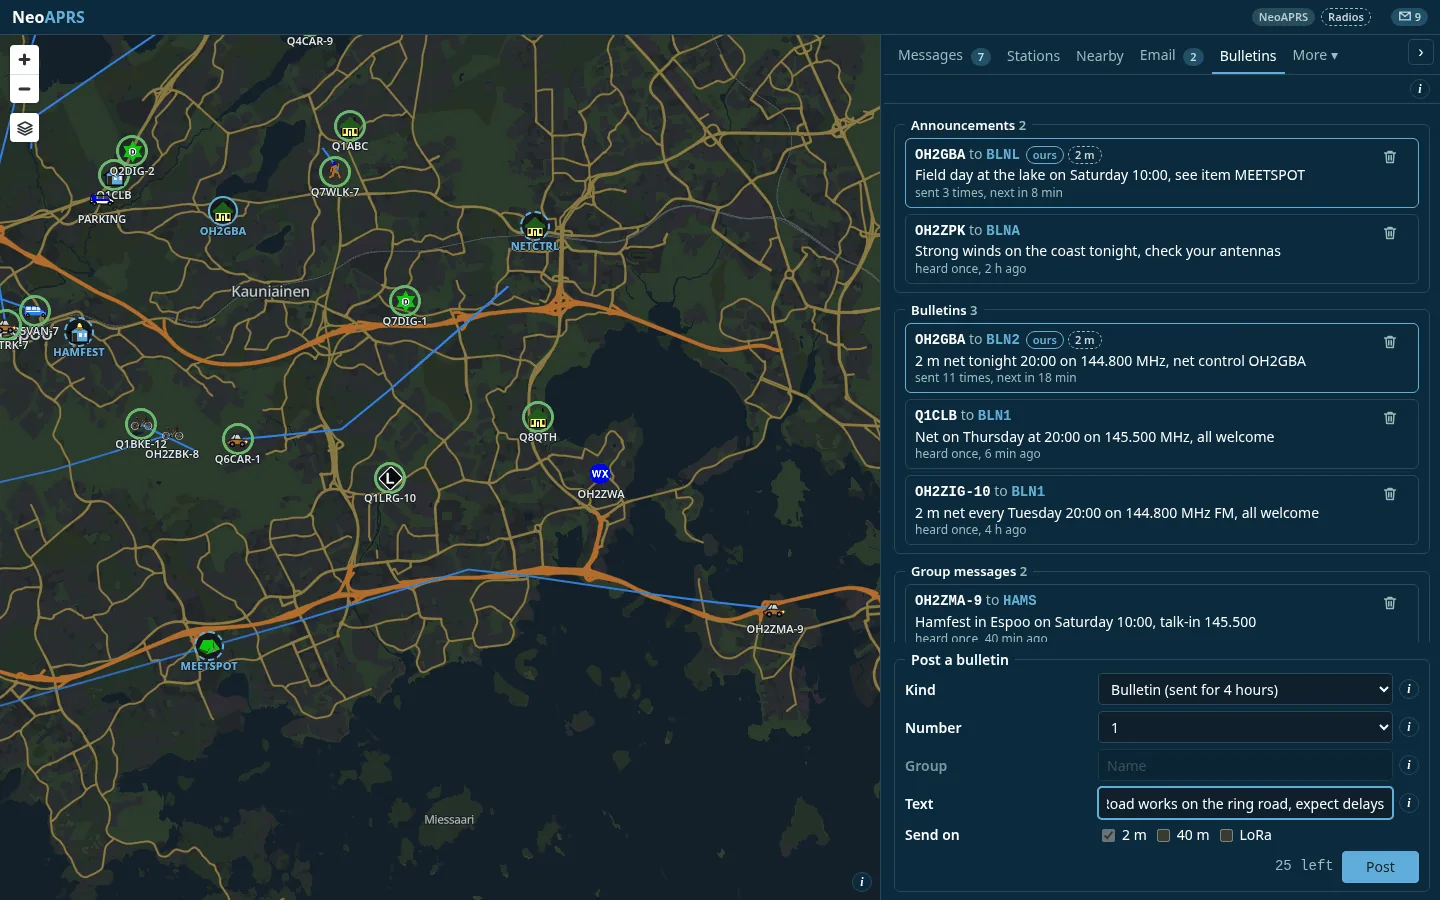 NeoAPRS
NeoAPRS
Radios
9
Messages 7
Stations
Nearby
Email 2
Bulletins
More ▾
Announcements 2
OH2GBA to BLNL ours 2 m
Field day at the lake on Saturday 10:00, see item MEETSPOT
sent 3 times, next in 8 min
OH2ZPK to BLNA
Strong winds on the coast tonight, check your antennas
heard once, 2 h ago
Bulletins 3
OH2GBA to BLN2 ours 2 m
2 m net tonight 20:00 on 144.800 MHz, net control OH2GBA
sent 11 times, next in 18 min
Q1CLB to BLN1
Net on Thursday at 20:00 on 145.500 MHz, all welcome
heard once, 6 min ago
OH2ZIG-10 to BLN1
2 m net every Tuesday 20:00 on 144.800 MHz FM, all welcome
heard once, 4 h ago
Group messages 2
OH2ZMA-9 to HAMS
Hamfest in Espoo on Saturday 10:00, talk-in 145.500
heard once, 40 min ago
Post a bulletin
Kind
Bulletin (sent for 4 hours)
Number
1
Group
Name
Text
Road works on the ring road, expect delays
Send on
2 m
40 m
LoRa
25 left
Post
Q4CAR-9
Q1ABC
Q2DIG-2
Q7WLK-7
Q1CLB
PARKING
OH2GBA
NETCTRL
Kauniainen
Q7DIG-1
HAMFEST
Q8QTH
Q1BKE-12
OH2ZBK-8
Q6CAR-1
WX
OH2ZWA
L
Q1LRG-10
OH2ZMA-9
MEETSPOT
Miessaari